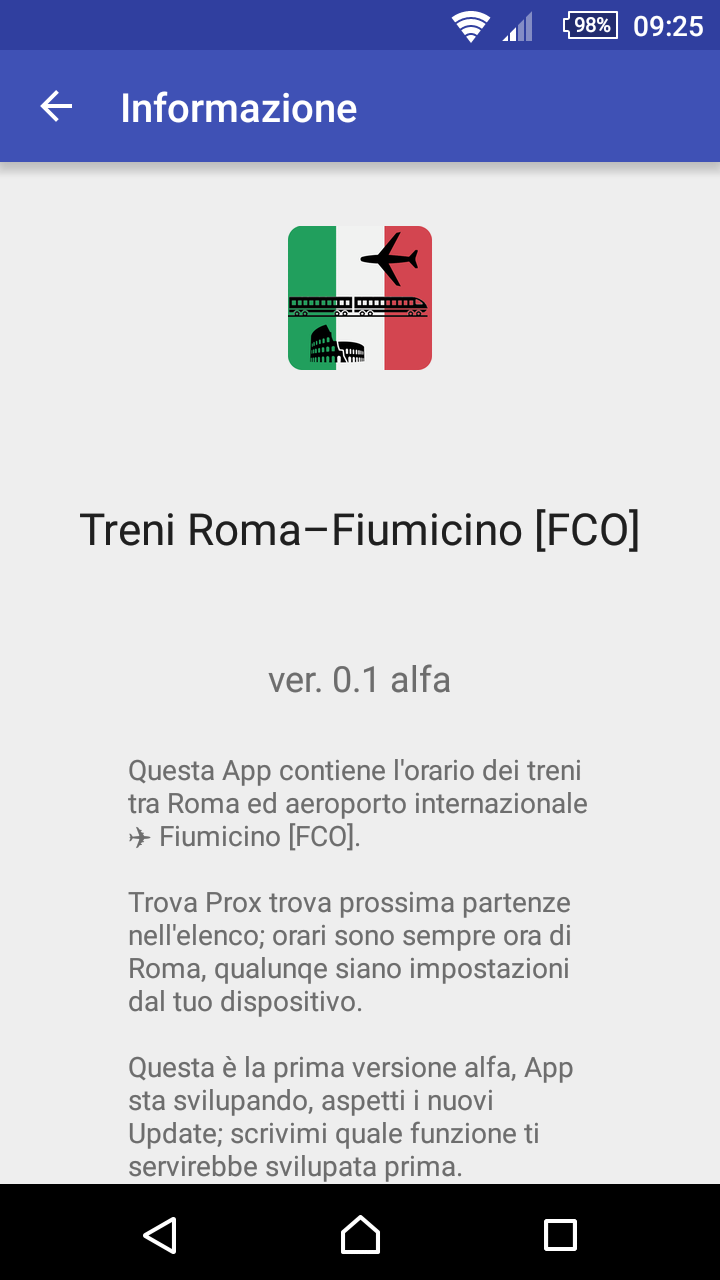 98%
09:25
Informazione
Treni Roma–Fiumicino [FCO]
ver. 0.1 alfa
Questa App contiene l'orario dei treni
tra Roma ed aeroporto internazionale
✈ Fiumicino [FCO].
Trova Prox trova prossima partenze
nell'elenco; orari sono sempre ora di
Roma, qualunqe siano impostazioni
dal tuo dispositivo.
Questa è la prima versione alfa, App
sta svilupando, aspetti i nuovi
Update; scrivimi quale funzione ti
servirebbe svilupata prima.